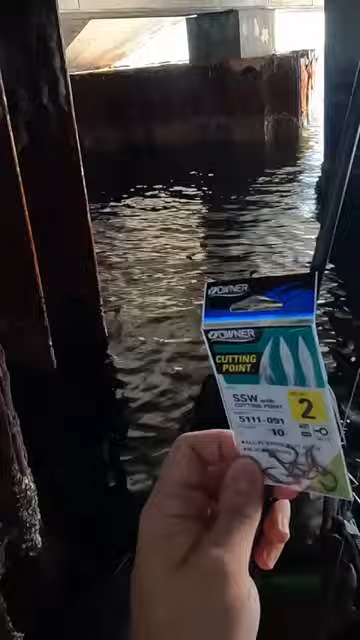 OWNER
OWNER
CUTTING
POINT
SSW with
CUTTING POINT
2
5111-091
10